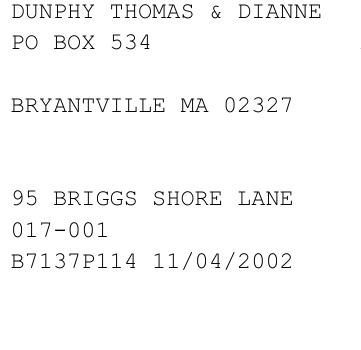 DUNPHY THOMAS & DIANNE
PO BOX 534
BRYANTVILLE MA 02327
95 BRIGGS SHORE LANE
017-001
B7137P114 11/04/2002